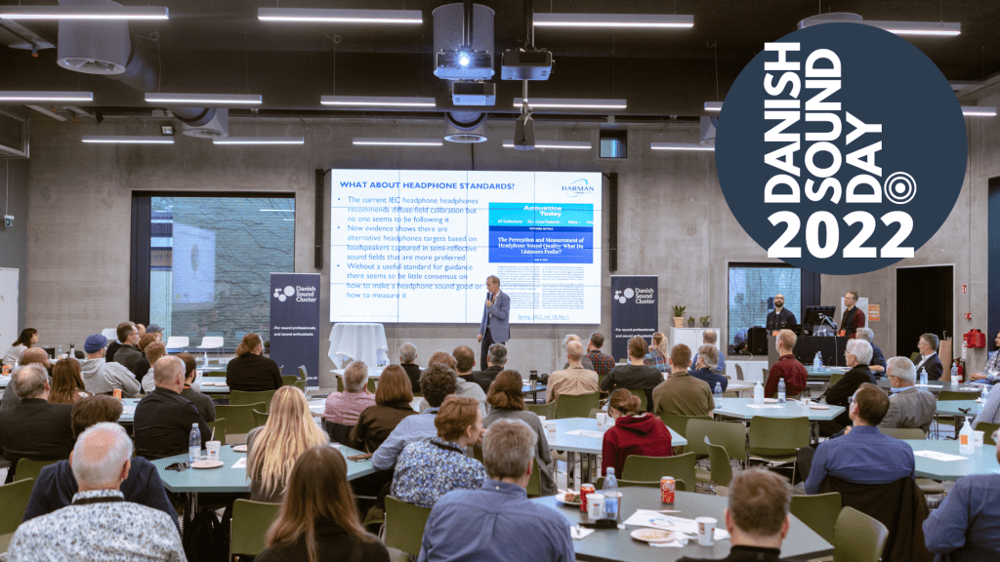 DANISH
SOUND
DAY
2022
WHAT ABOUT HEADPHONE STANDARDS?
HARMAN
• The current IEC headphone headphones
recommends diffuse-field calibration but
no one seems to be following it
• New evidence shows there are
alternative headphones targets based on
loudspeakers captured in semi-reflective
sound fields that are more preferred
• Without a useful standard for guidance
there seems to be little consensus on
how to make a headphone sound good or
how to measure it
Acoustics
Today
The Perception and Measurement of
Headphone Sound Quality: What Do
Listeners Prefer?
Spring 2022, vol 18, No.1
Danish
Sound
Cluster
For sound professionals
and sound enthusiasts
Danish
Sound
Cluster
For sound professionals
and sound enthusiasts